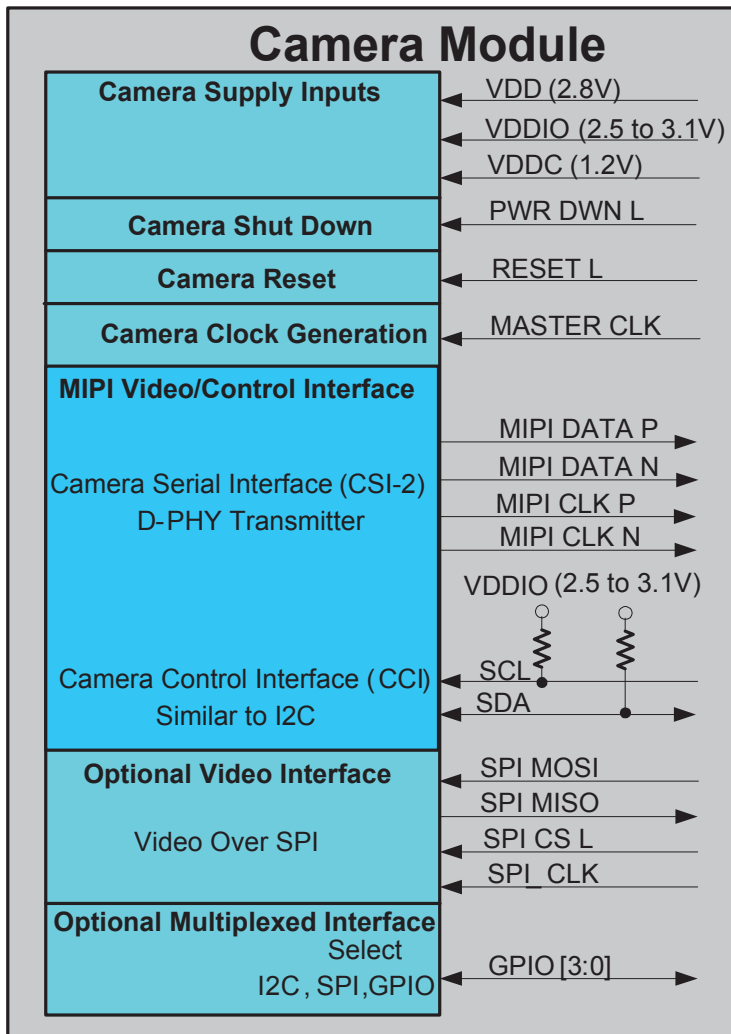 Camera Module
Camera Supply Inputs
VDD (2.8V)
VDDIO (2.5 to 3.1V)
VDDC (1.2V)
Camera Shut Down
PWR DWN L
Camera Reset
RESET L
Camera Clock Generation
MASTER CLK
MIPI Video/Control Interface
MIPI DATA P
Camera Serial Interface (CSI-2)
MIPI DATA N
D-PHY Transmitter
MIPI CLK P
MIPI CLK N
VDDIO (2.5 to 3.1V)
Camera Control Interface (CCI)
SCL
Similar to I2C
SDA
Optional Video Interface
SPI MOSI
SPI MISO
Video Over SPI
SPI CS L
SPI_CLK
Optional Multiplexed Interface
Select
I2C, SPI,GPIO
GPIO [3:0]